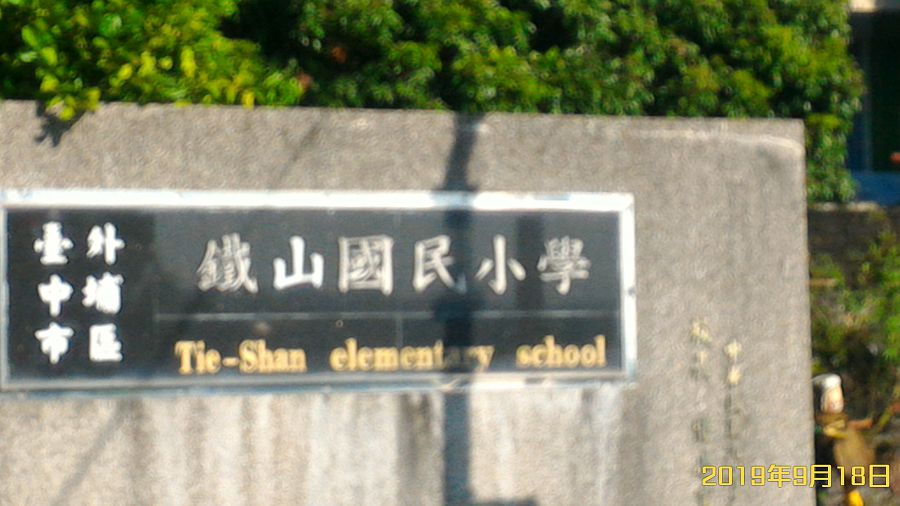 臺中市
外埔區
鐵山國民小學
Tie-Shan elementary school
2019年9月18日